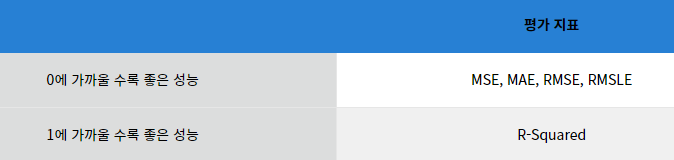 평가 지표
0에 가까울 수록 좋은 성능 MSE, MAE, RMSE, RMSLE
1에 가까울 수록 좋은 성능 R-Squared